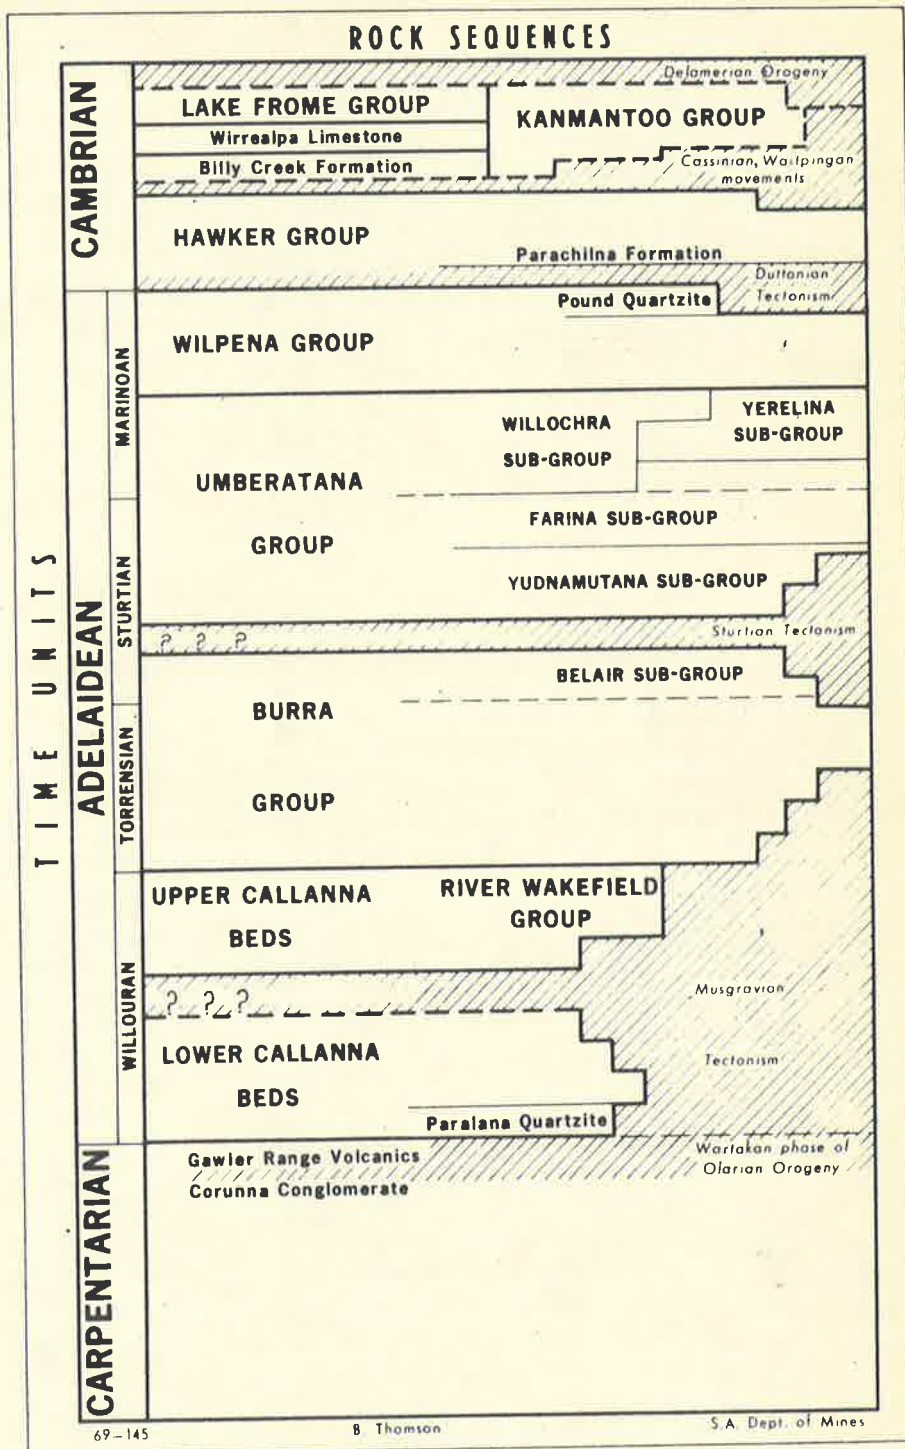 ROCK SEQUENCES
TIME UNITS
CAMBRIAN
Delamerian Orogeny
LAKE FROME GROUP
Wirrealpa Limestone
Billy Creek Formation
KANMANTOO GROUP
Cassinian, Waitpingan
movements
HAWKER GROUP
Parachilna Formation
Duttonian
Tectonism
ADELAIDEAN
MARINOAN
Pound Quartzite
WILPENA GROUP
WILLOCHRA
SUB-GROUP
YERELINA
SUB-GROUP
UMBERATANA
GROUP
FARINA SUB-GROUP
STURTIAN
YUDNAMUTANA SUB-GROUP
? ? ?
Sturtian Tectonism
BELAIR SUB-GROUP
BURRA
GROUP
TORRENSIAN
UPPER CALLANNA
BEDS
RIVER WAKEFIELD
GROUP
WILLOURAN
? ? ?
Musgravian
Tectonism
LOWER CALLANNA
BEDS
Paralana Quartzite
CARPENTARIAN
Gawler Range Volcanics
Corunna Conglomerate
Wartakan phase of
Olarian Orogeny
69-145
B. Thomson
S.A. Dept. of Mines